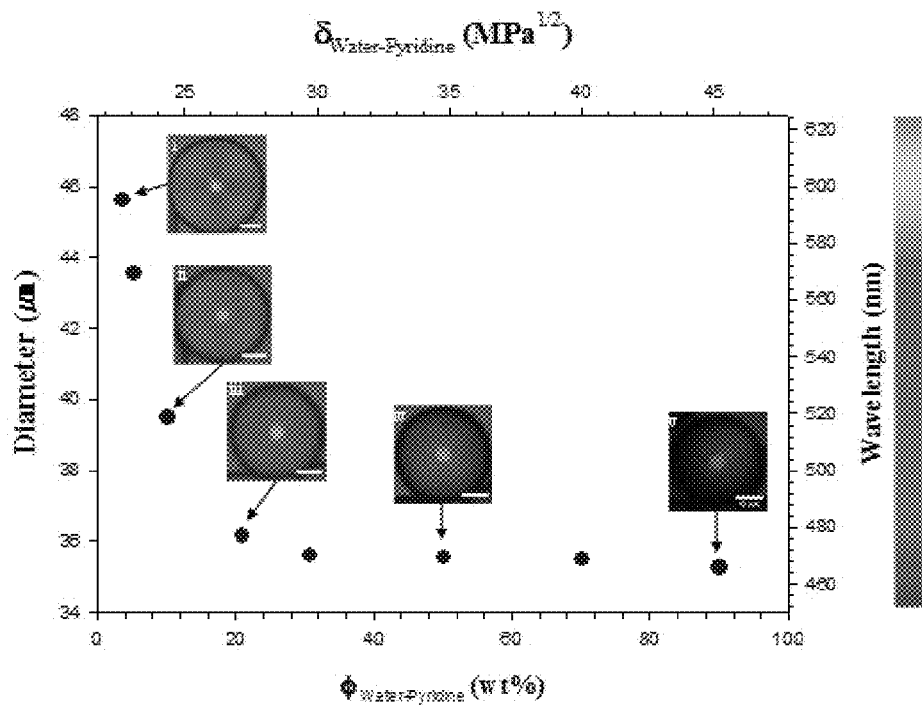 δWater-Pyridine (MPa1/2)
25 30 35 40 45
48
46
44
42
40
38
36
34
Diameter (μm)
620
600
580
560
540
520
500
480
460
Wavelength (nm)
I
II
III
0 20 40 60 80 100
ϕWater-Pyridine (wt%)